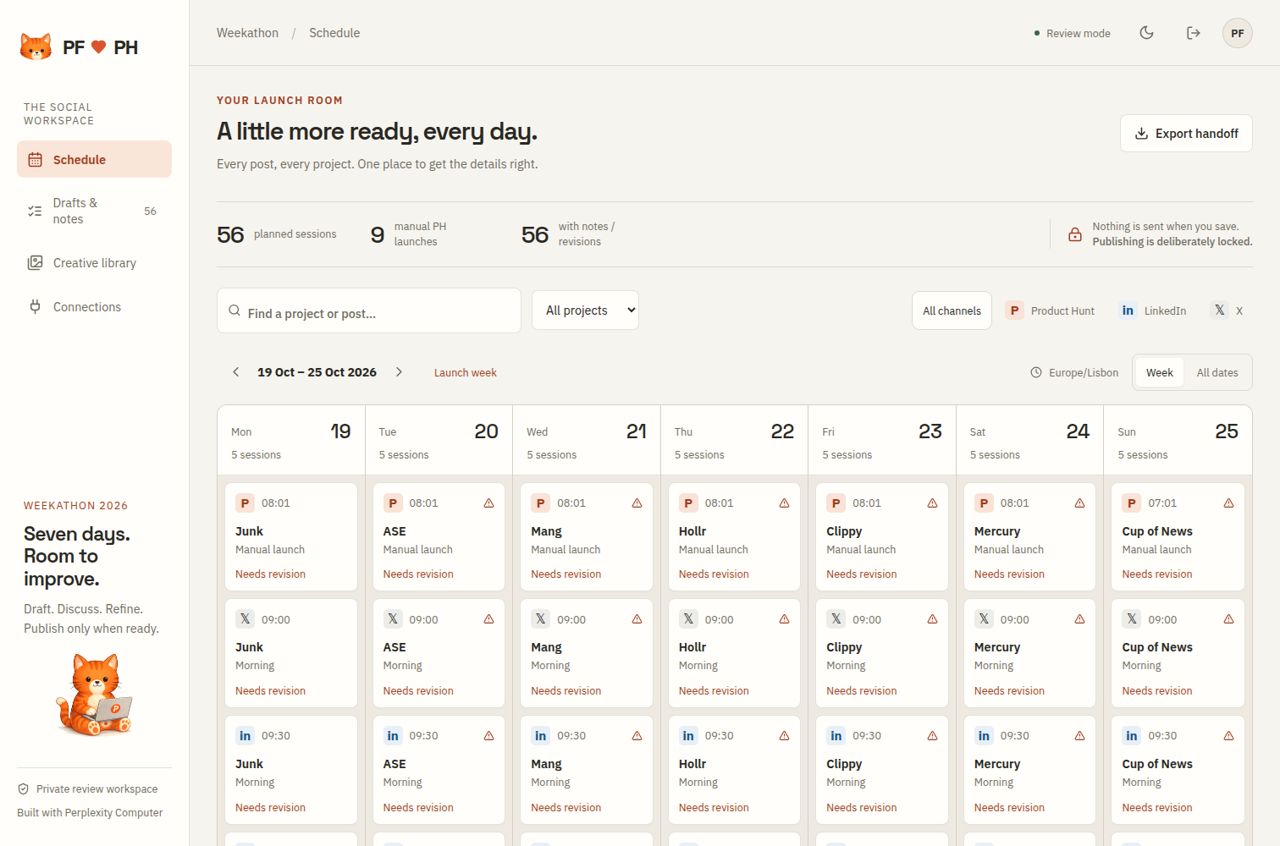 PF PH
THE SOCIAL
WORKSPACE
Schedule
Drafts &
notes
56
Creative library
Connections
WEEKATHON 2026
Seven days.
Room to
improve.
Draft. Discuss. Refine.
Publish only when ready.
P
Private review workspace
Built with Perplexity Computer
Weekathon / Schedule
Review mode
PF
YOUR LAUNCH ROOM
A little more ready, every day.
Every post, every project. One place to get the details right.
Export handoff
56 planned sessions
9 manual PH
launches
56 with notes /
revisions
Nothing is sent when you save.
Publishing is deliberately locked.
Find a project or post...
All projects
All channels
P Product Hunt
in LinkedIn
𝕏 X
19 Oct – 25 Oct 2026
Launch week
Europe/Lisbon
Week
All dates
Mon 19
5 sessions
Tue 20
5 sessions
Wed 21
5 sessions
Thu 22
5 sessions
Fri 23
5 sessions
Sat 24
5 sessions
Sun 25
5 sessions
P 08:01
Junk
Manual launch
Needs revision
P 08:01
ASE
Manual launch
Needs revision
P 08:01
Mang
Manual launch
Needs revision
P 08:01
Hollr
Manual launch
Needs revision
P 08:01
Clippy
Manual launch
Needs revision
P 08:01
Mercury
Manual launch
Needs revision
P 07:01
Cup of News
Manual launch
Needs revision
𝕏 09:00
Junk
Morning
Needs revision
𝕏 09:00
ASE
Morning
Needs revision
𝕏 09:00
Mang
Morning
Needs revision
𝕏 09:00
Hollr
Morning
Needs revision
𝕏 09:00
Clippy
Morning
Needs revision
𝕏 09:00
Mercury
Morning
Needs revision
𝕏 09:00
Cup of News
Morning
Needs revision
in 09:30
Junk
Morning
Needs revision
in 09:30
ASE
Morning
Needs revision
in 09:30
Mang
Morning
Needs revision
in 09:30
Hollr
Morning
Needs revision
in 09:30
Clippy
Morning
Needs revision
in 09:30
Mercury
Morning
Needs revision
in 09:30
Cup of News
Morning
Needs revision